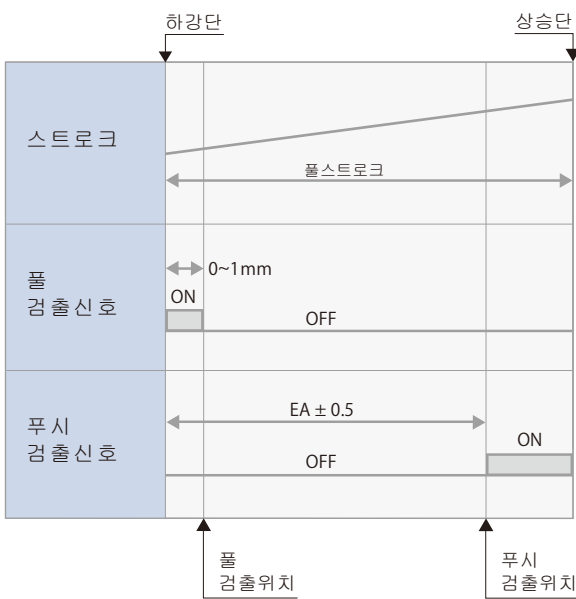 하강단
상승단
스트로크
풀스트로크
풀
검출신호
0~1mm
ON
OFF
푸시
검출신호
EA ± 0.5
OFF
ON
풀
검출위치
푸시
검출위치